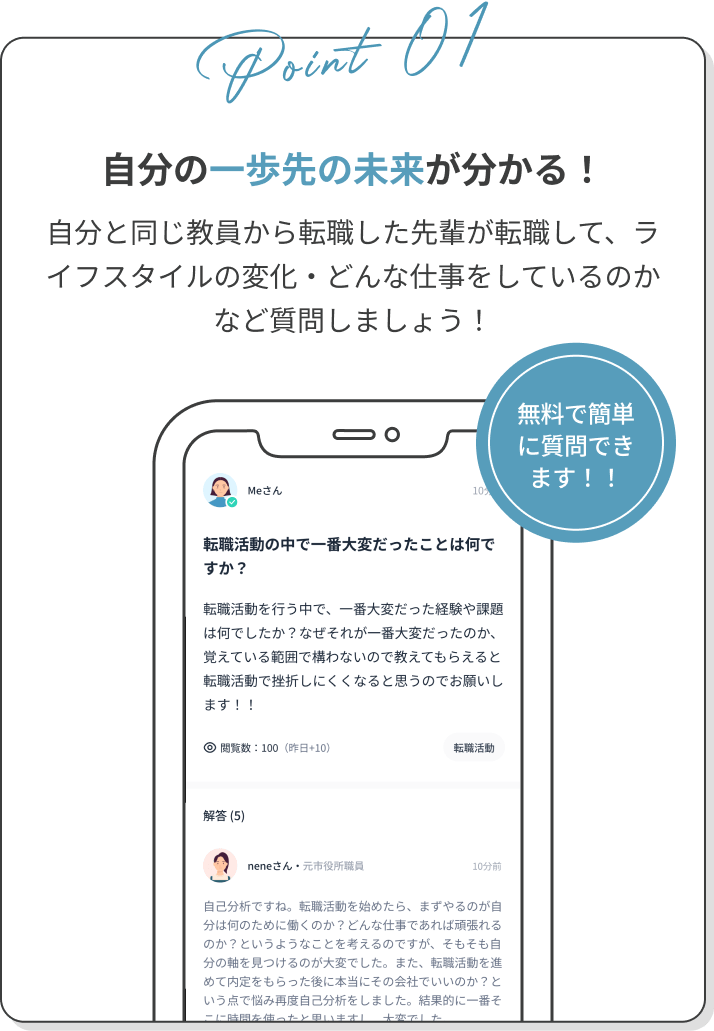 Point 01
自分の一歩先の未来が分かる！
自分と同じ教員から転職した先輩が転職して、ラ
イフスタイルの変化・どんな仕事をしているのか
など質問しましょう！
無料で簡単
に質問でき
ます！！
Meさん
10分
転職活動の中で一番大変だったことは何で
すか？
転職活動を行う中で、一番大変だった経験や課題
は何でしたか？なぜそれが一番大変だったのか、
覚えている範囲で構わないので教えてもらえると
転職活動で挫折しにくくなると思うのでお願いし
ます！！
閲覧数：100（昨日+10）
転職活動
解答 (5)
neneさん・元市役所職員
10分前
自己分析ですね。転職活動を始めたら、まずやるのが自
分は何のために働くのか？どんな仕事であれば頑張れる
のか？というようなことを考えるのですが、そもそも自
分の軸を見つけるのが大変でした。また、転職活動を進
めて内定をもらった後に本当にその会社でいいのか？と
いう点で悩み再度自己分析をしました。結果的に一番そ
こに時間を使ったと思いますし、大変でした。